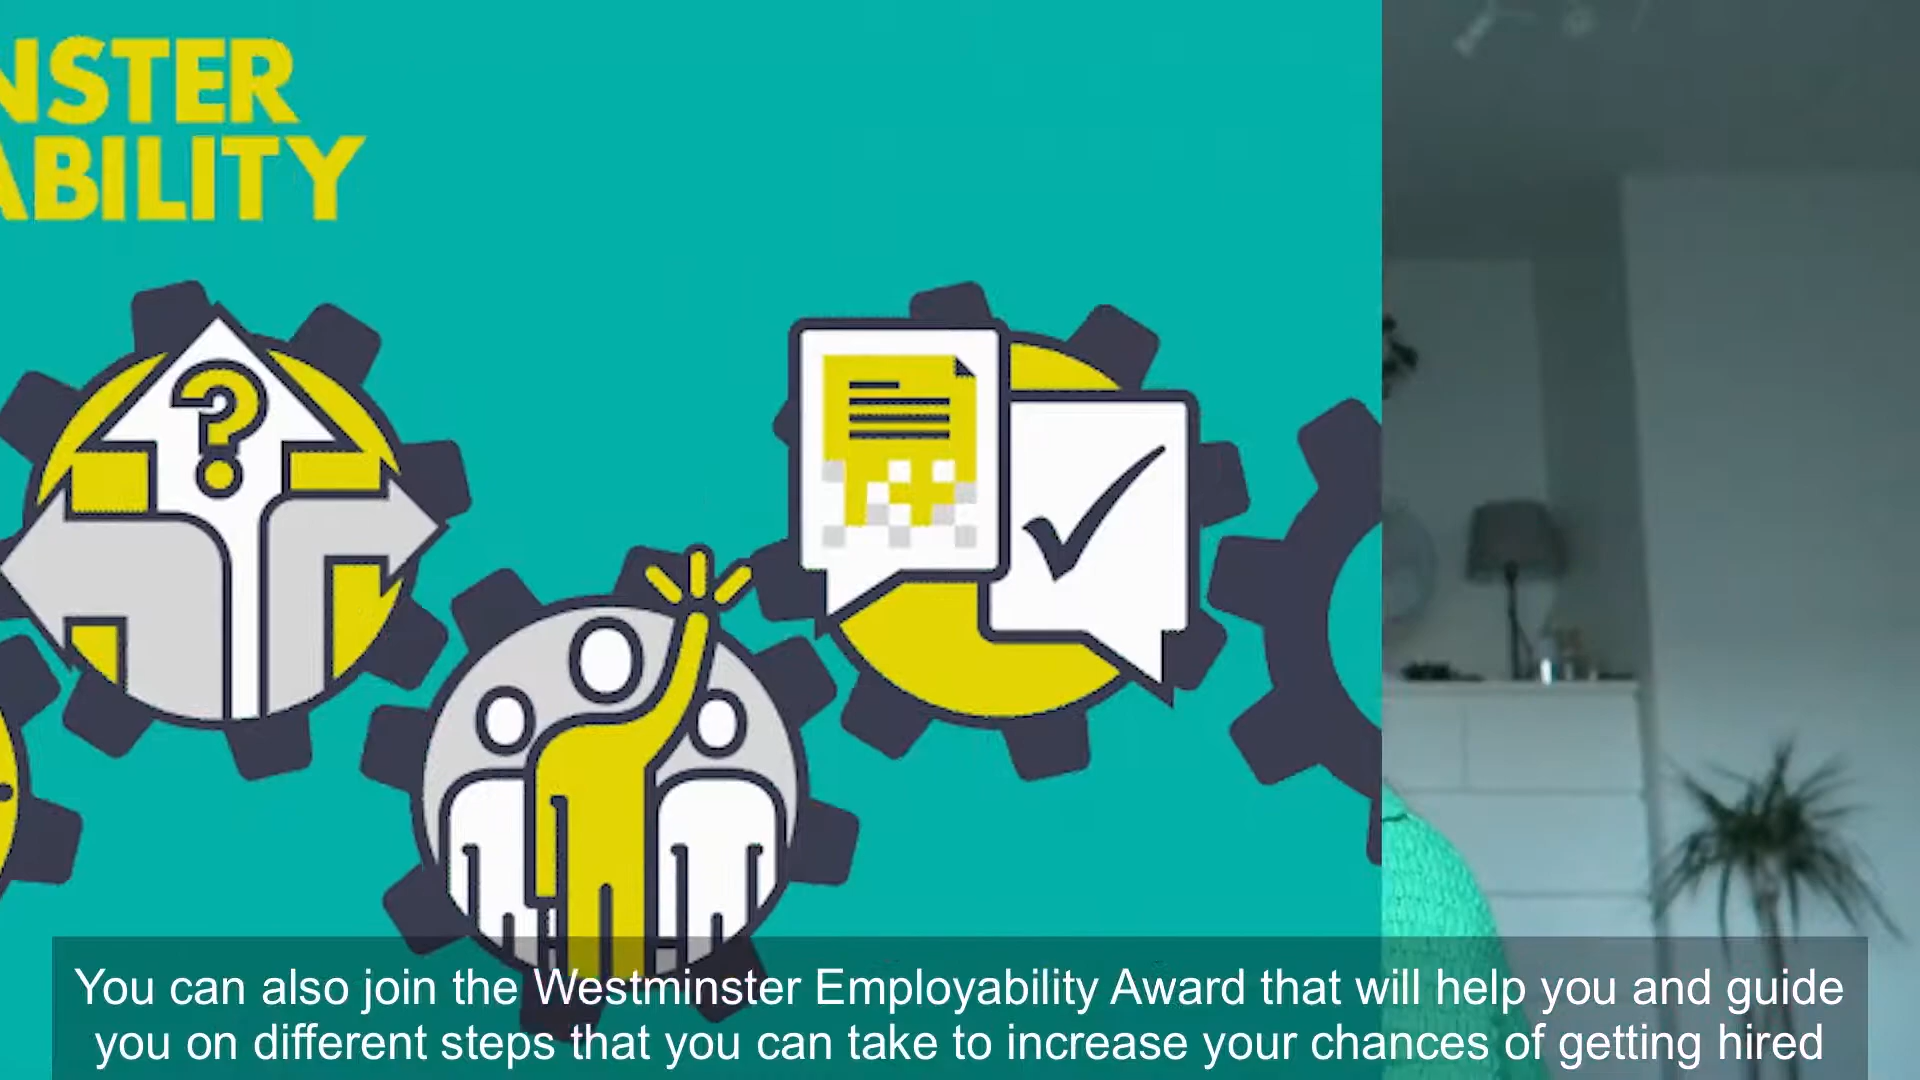 NSTER
ABILITY
?
You can also join the Westminster Employability Award that will help you and guide
you on different steps that you can take to increase your chances of getting hired